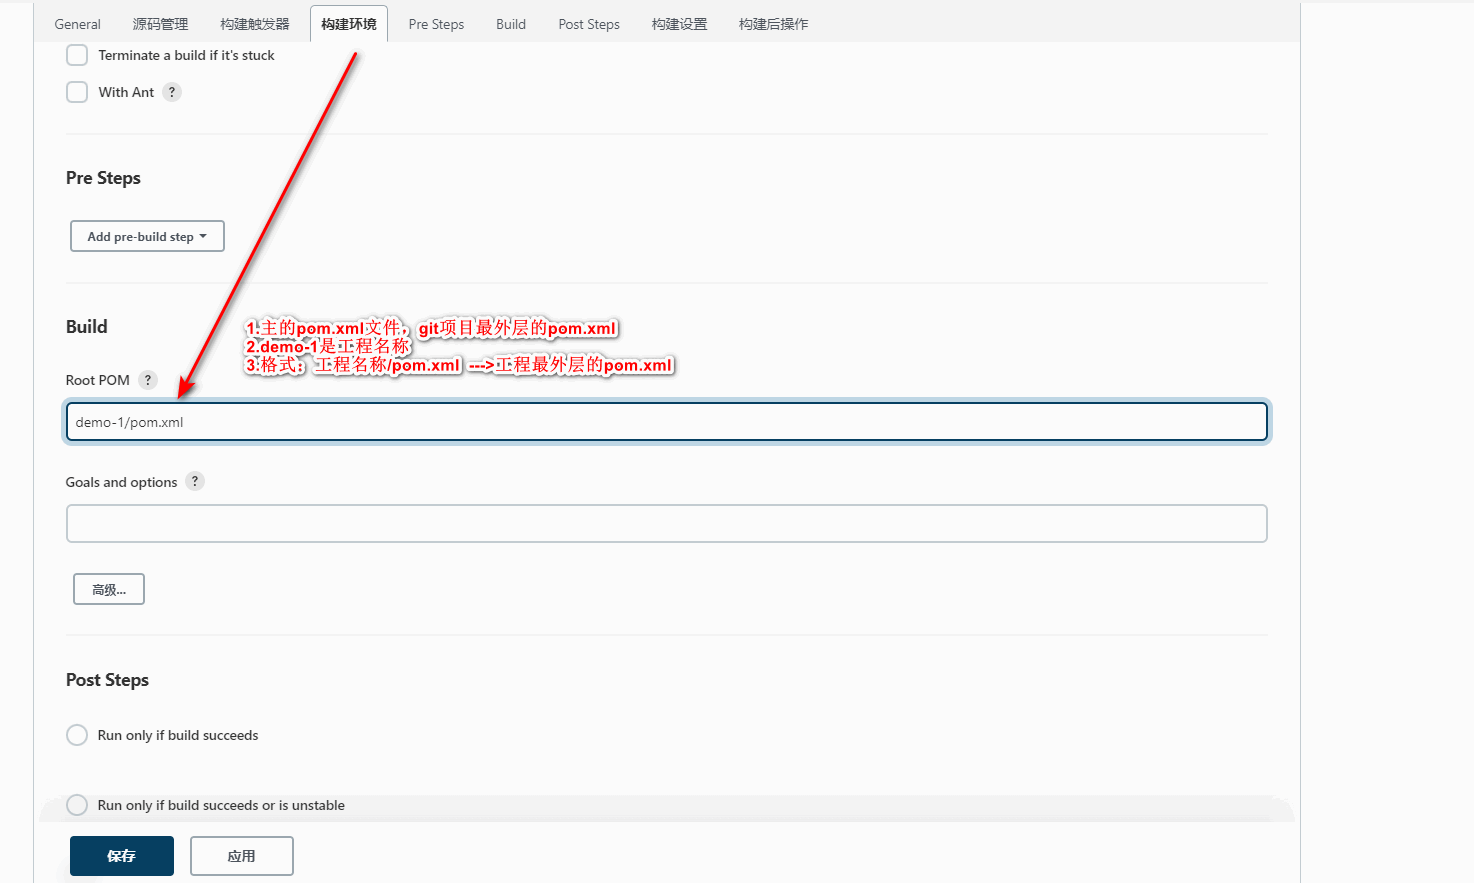 General 源码管理 构建触发器 构建环境 Pre Steps Build Post Steps 构建设置 构建后操作
Terminate a build if it's stuck
With Ant ?
Pre Steps
Add pre-build step
Build
1.主的pom.xml文件，git项目最外层的pom.xml
2.demo-1是工程名称
3.格式：工程名称/pom.xml --->工程最外层的pom.xml
Root POM ?
demo-1/pom.xml
Goals and options ?
高级...
Post Steps
Run only if build succeeds
Run only if build succeeds or is unstable
保存 应用